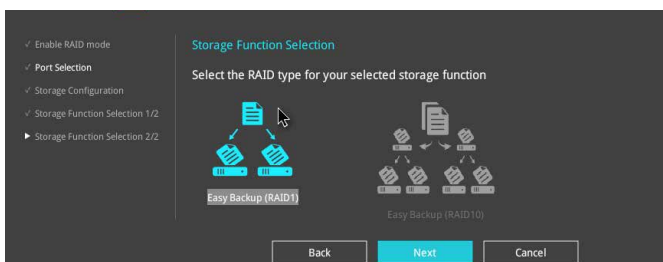 Enable RAID mode
Port Selection
Storage Configuration
Storage Function Selection 1/2
Storage Function Selection 2/2
Storage Function Selection
Select the RAID type for your selected storage function
Easy Backup (RAID1)
Easy Backup (RAID10)
Back
Next
Cancel